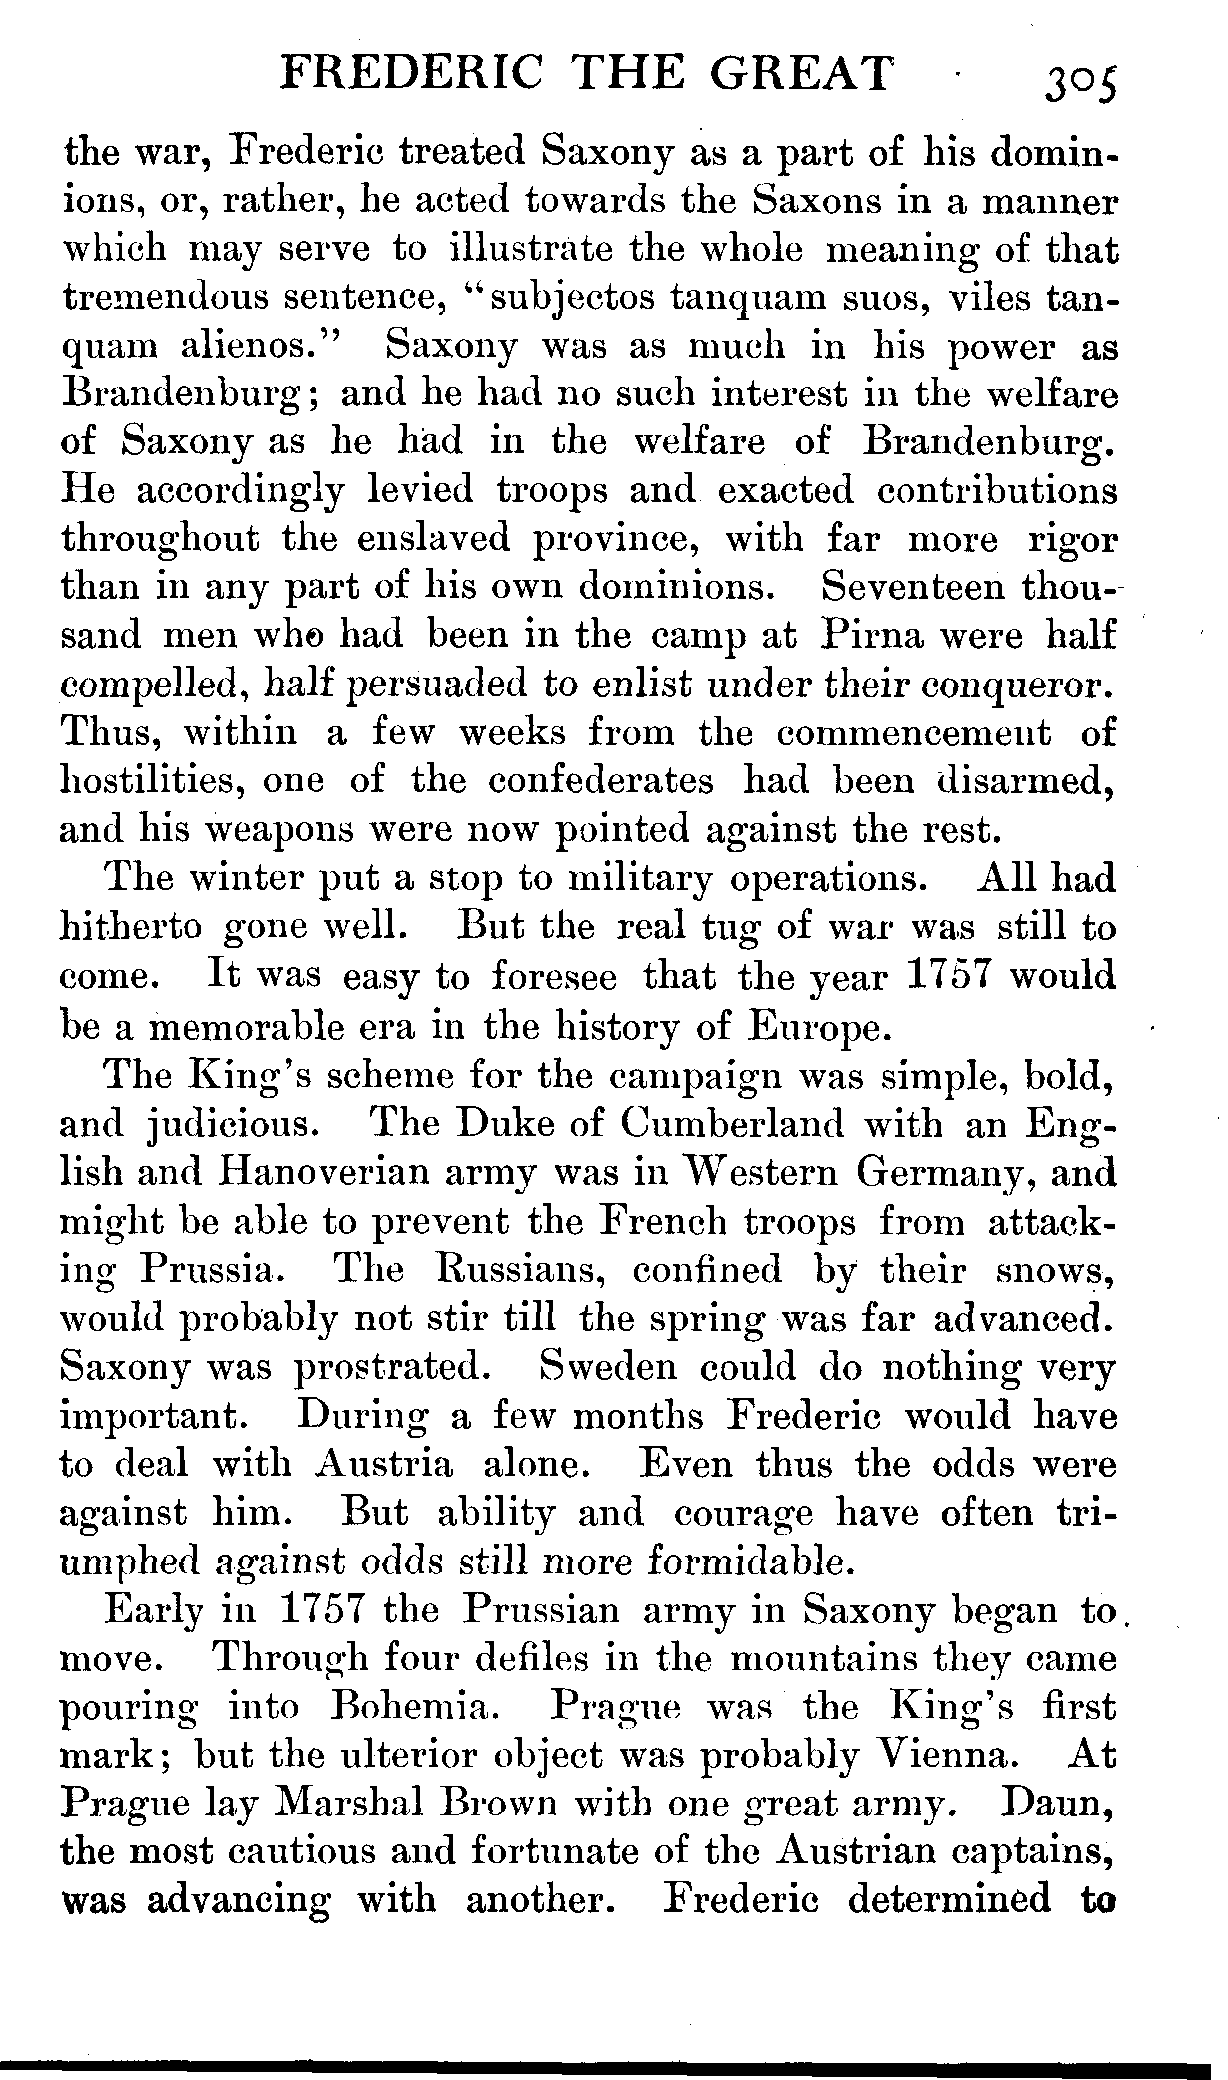 FREDERIC THE GREAT 305
the war, Frederic treated Saxony as a part of his domin-
ions, or, rather, he acted towards the Saxons in a manner
which may serve to illustrate the whole meaning of that
tremendous sentence, “subjectos tanquam suos, viles tan-
quam alienos.” Saxony was as much in his power as
Brandenburg; and he had no such interest in the welfare
of Saxony as he had in the welfare of Brandenburg.
He accordingly levied troops and exacted contributions
throughout the enslaved province, with far more rigor
than in any part of his own dominions. Seventeen thou-
sand men who had been in the camp at Pirna were half
compelled, half persuaded to enlist under their conqueror.
Thus, within a few weeks from the commencement of
hostilities, one of the confederates had been disarmed,
and his weapons were now pointed against the rest.
The winter put a stop to military operations. All had
hitherto gone well. But the real tug of war was still to
come. It was easy to foresee that the year 1757 would
be a memorable era in the history of Europe.
The King’s scheme for the campaign was simple, bold,
and judicious. The Duke of Cumberland with an Eng-
lish and Hanoverian army was in Western Germany, and
might be able to prevent the French troops from attack-
ing Prussia. The Russians, confined by their snows,
would probably not stir till the spring was far advanced.
Saxony was prostrated. Sweden could do nothing very
important. During a few months Frederic would have
to deal with Austria alone. Even thus the odds were
against him. But ability and courage have often tri-
umphed against odds still more formidable.
Early in 1757 the Prussian army in Saxony began to
move. Through four defiles in the mountains they came
pouring into Bohemia. Prague was the King’s first
mark; but the ulterior object was probably Vienna. At
Prague lay Marshal Brown with one great army. Daun,
the most cautious and fortunate of the Austrian captains,
was advancing with another. Frederic determined to